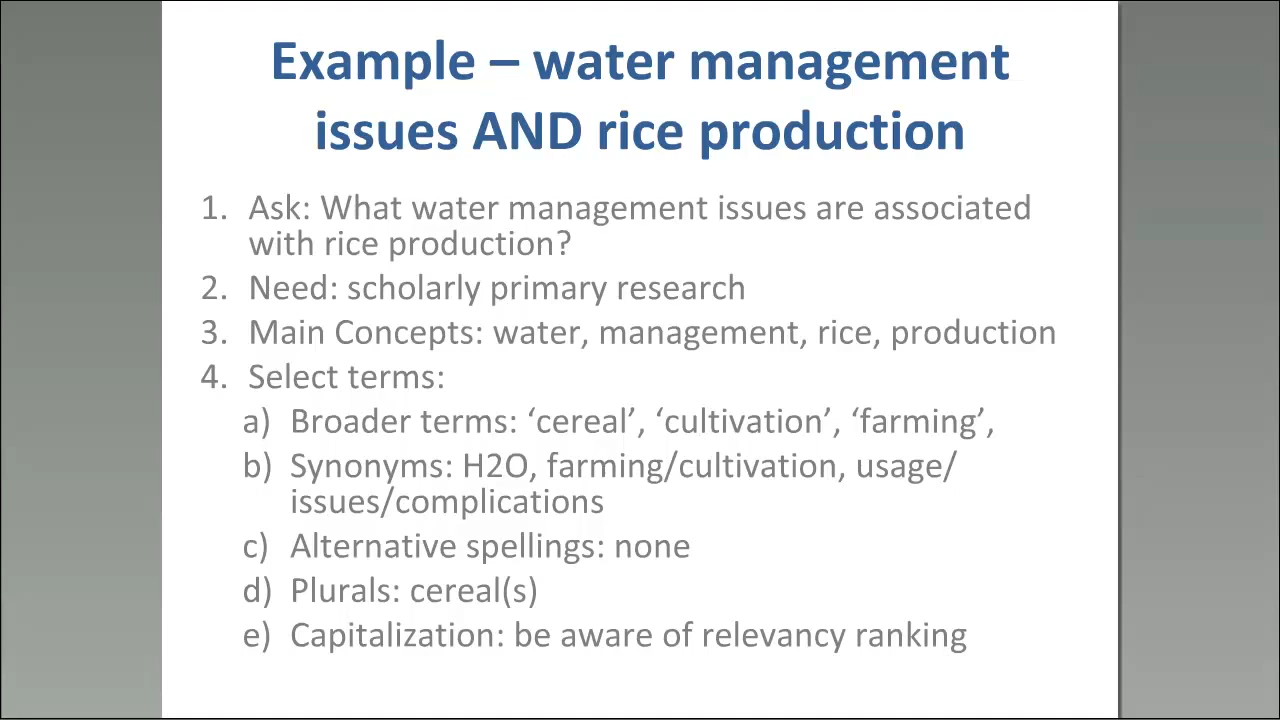 Example – water management
issues AND rice production
1. Ask: What water management issues are associated
with rice production?
2. Need: scholarly primary research
3. Main Concepts: water, management, rice, production
4. Select terms:
a) Broader terms: ‘cereal’, ‘cultivation’, ‘farming’,
b) Synonyms: H2O, farming/cultivation, usage/
issues/complications
c) Alternative spellings: none
d) Plurals: cereal(s)
e) Capitalization: be aware of relevancy ranking